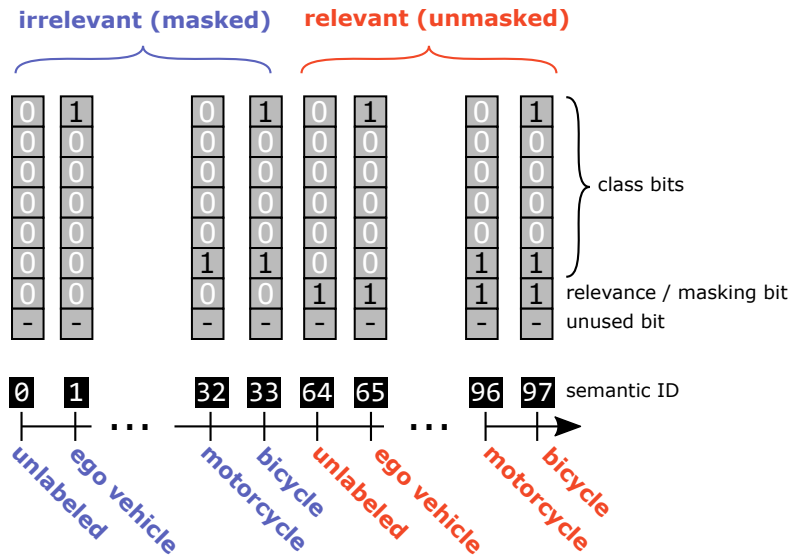 irrelevant (masked) relevant (unmasked)
0 1 0 1 0 1 0 1
0 0 0 0 0 0 0 0
0 0 0 0 0 0 0 0
0 0 0 0 0 0 0 0
0 0 0 0 0 0 0 0
0 0 1 1 0 0 1 1
0 0 0 0 1 1 1 1
- - - - - - - -
class bits
relevance / masking bit
unused bit
0 1 32 33 64 65 96 97 semantic ID
... ...
unlabeled
ego vehicle
motorcycle
bicycle
unlabeled
ego vehicle
motorcycle
bicycle